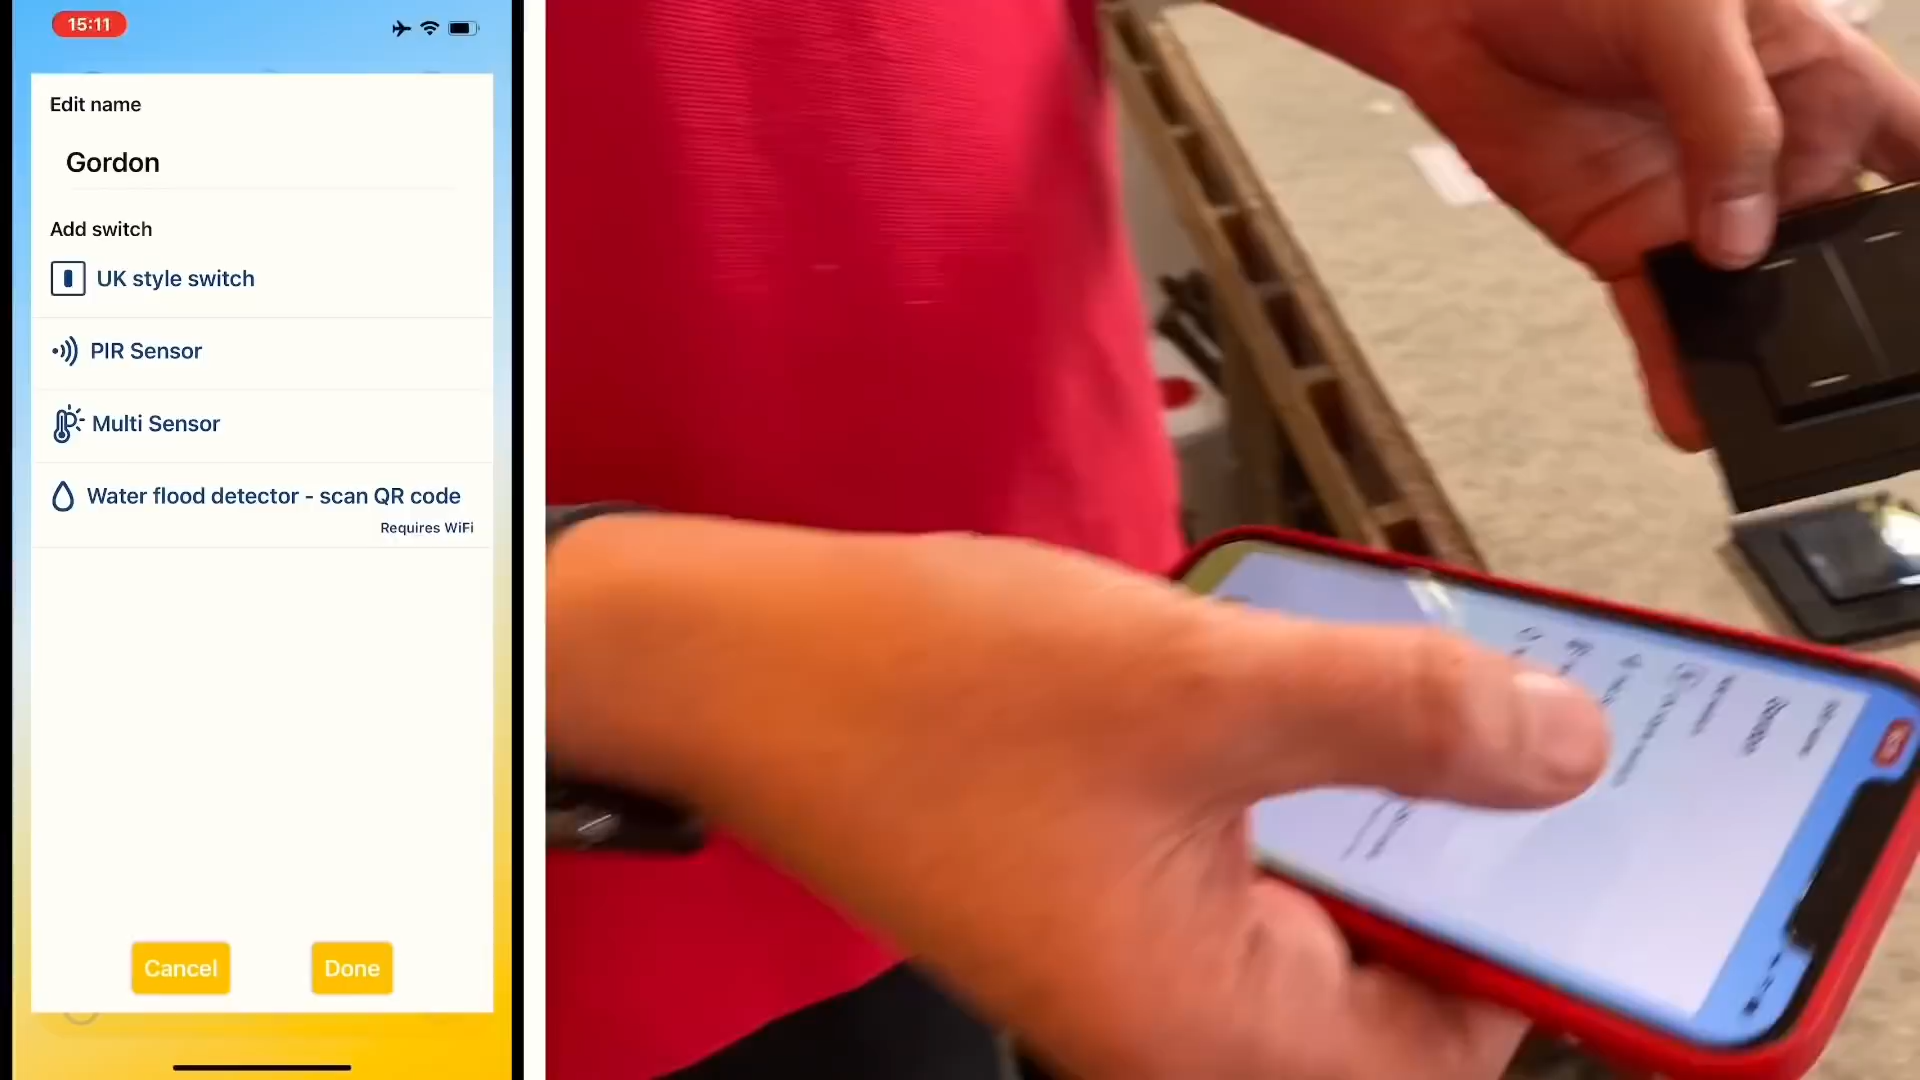 15:11
Edit name
Gordon
Add switch
UK style switch
PIR Sensor
Multi Sensor
Water flood detector - scan QR code
Requires WiFi
Cancel
Done